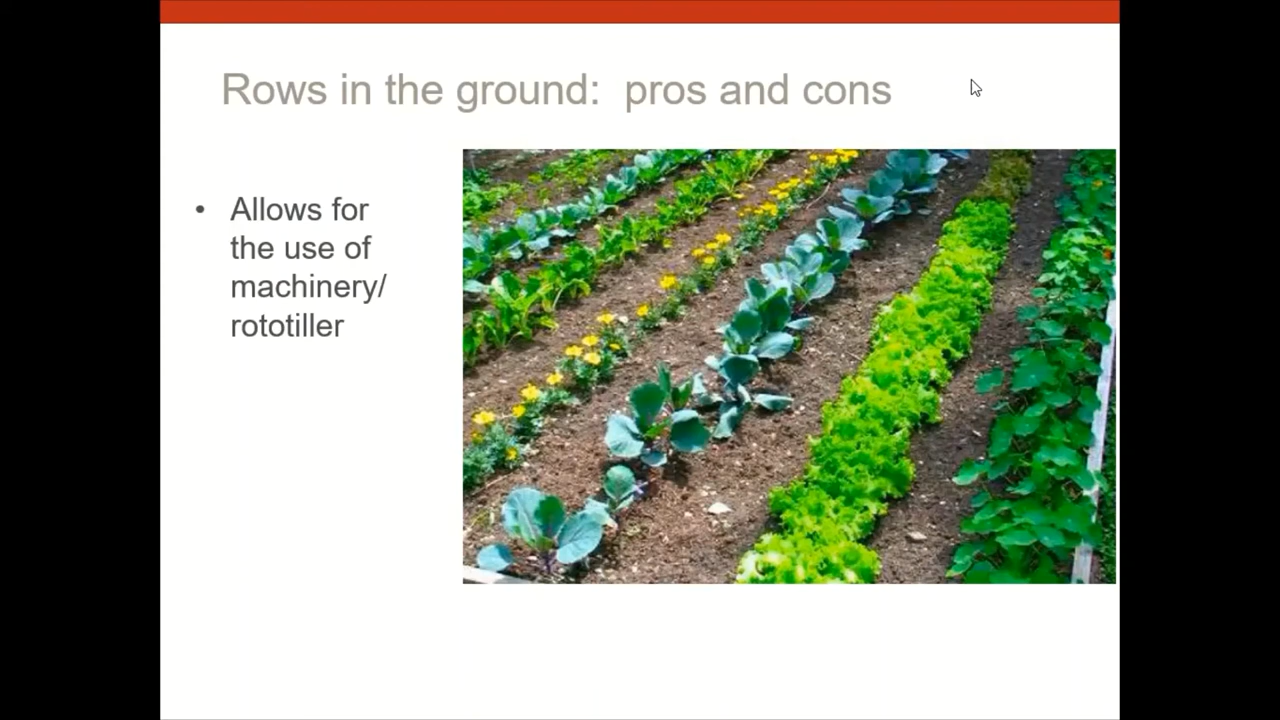 Rows in the ground:  pros and cons
• Allows for
the use of
machinery/
rototiller